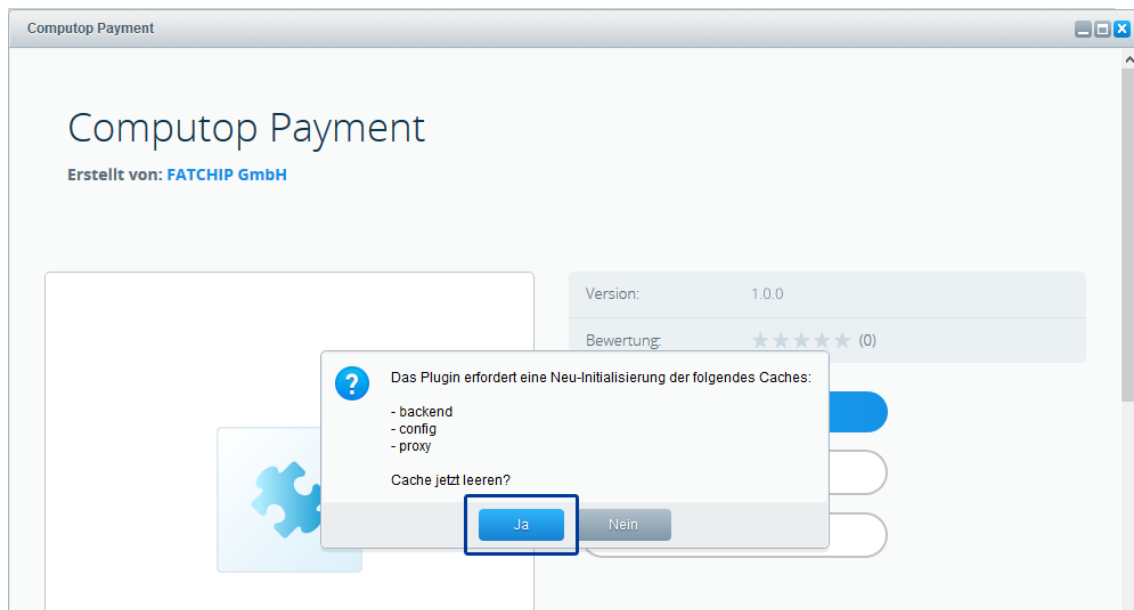 Computop Payment
Computop Payment
Erstellt von: FATCHIP GmbH
Version: 1.0.0
Bewertung: (0)
Das Plugin erfordert eine Neu-Initialisierung der folgendes Caches:
- backend
- config
- proxy
Cache jetzt leeren?
Ja Nein